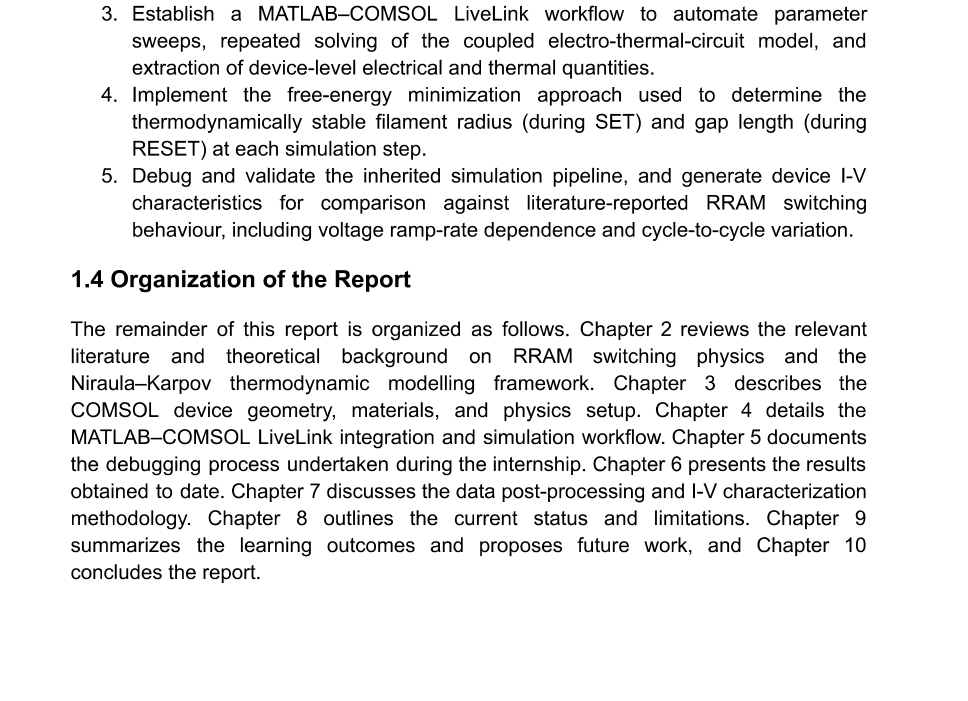 3. Establish a MATLAB–COMSOL LiveLink workflow to automate parameter
sweeps, repeated solving of the coupled electro-thermal-circuit model, and
extraction of device-level electrical and thermal quantities.
4. Implement the free-energy minimization approach used to determine the
thermodynamically stable filament radius (during SET) and gap length (during
RESET) at each simulation step.
5. Debug and validate the inherited simulation pipeline, and generate device I-V
characteristics for comparison against literature-reported RRAM switching
behaviour, including voltage ramp-rate dependence and cycle-to-cycle variation.
1.4 Organization of the Report
The remainder of this report is organized as follows. Chapter 2 reviews the relevant
literature and theoretical background on RRAM switching physics and the
Niraula–Karpov thermodynamic modelling framework. Chapter 3 describes the
COMSOL device geometry, materials, and physics setup. Chapter 4 details the
MATLAB–COMSOL LiveLink integration and simulation workflow. Chapter 5 documents
the debugging process undertaken during the internship. Chapter 6 presents the results
obtained to date. Chapter 7 discusses the data post-processing and I-V characterization
methodology. Chapter 8 outlines the current status and limitations. Chapter 9
summarizes the learning outcomes and proposes future work, and Chapter 10
concludes the report.